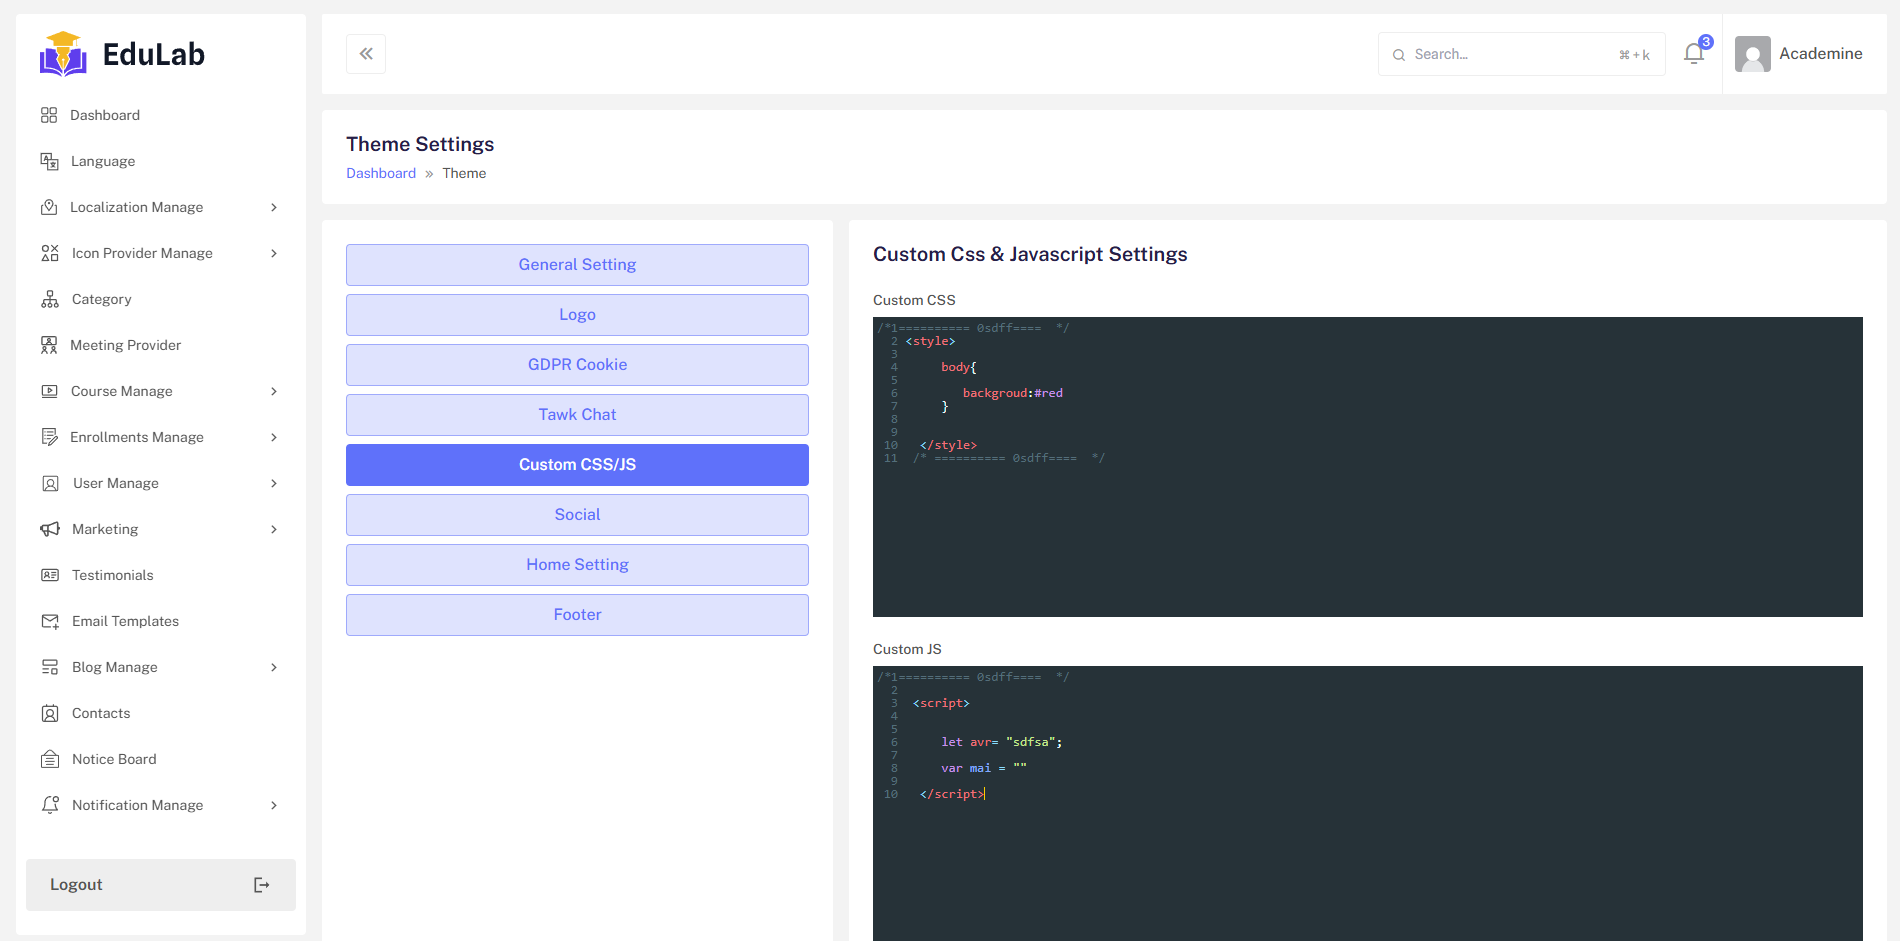 EduLab
Dashboard
Language
Localization Manage
Icon Provider Manage
Category
Meeting Provider
Course Manage
Enrollments Manage
User Manage
Marketing
Testimonials
Email Templates
Blog Manage
Contacts
Notice Board
Notification Manage
Logout
Search...
⌘+k
3
Academine
Theme Settings
Dashboard » Theme
General Setting
Logo
GDPR Cookie
Tawk Chat
Custom CSS/JS
Social
Home Setting
Footer
Custom Css & Javascript Settings
Custom CSS
/*1========== 0sdff====  */
2 <style>
3
4 body{
5
6 backgroud:#red
7 }
8
9
10 </style>
11 /* ========== 0sdff====  */
Custom JS
/*1========== 0sdff====  */
2
3 <script>
4
5
6 let avr= "sdfsa";
7
8 var mai = ""
9
10 </script>